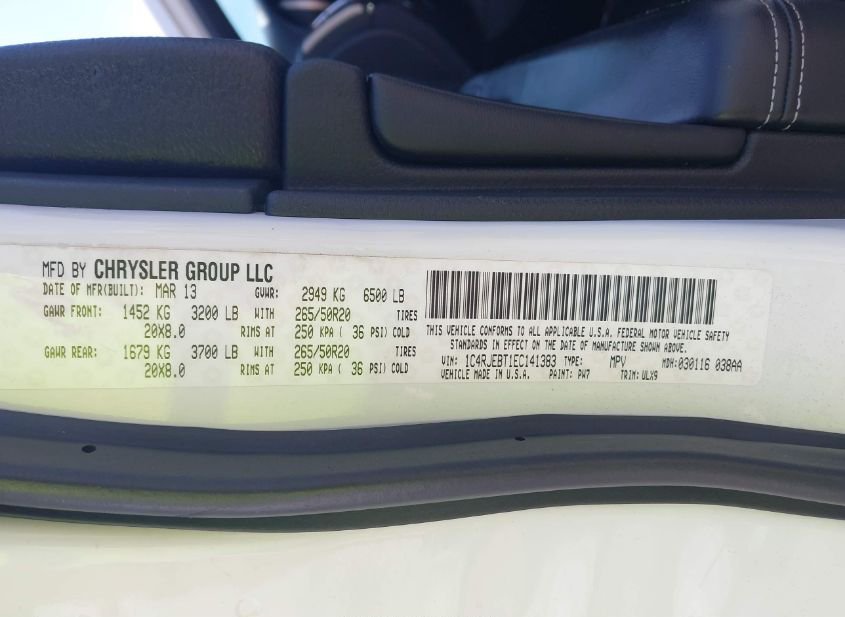 MFD BY CHRYSLER GROUP LLC
DATE OF MFR(BUILT): MAR 13 GVWR: 2949 KG 6500 LB
GAWR FRONT: 1452 KG 3200 LB WITH 265/50R20 TIRES
20X8.0 RIMS AT 250 KPA ( 36 PSI) COLD
GAWR REAR: 1679 KG 3700 LB WITH 265/50R20 TIRES
20X8.0 RIMS AT 250 KPA ( 36 PSI) COLD
THIS VEHICLE CONFORMS TO ALL APPLICABLE U.S.A. FEDERAL MOTOR VEHICLE SAFETY
STANDARDS IN EFFECT ON THE DATE OF MANUFACTURE SHOWN ABOVE.
VIN: 1C4RJEBT1EC141383 TYPE: MPV MDH:030116 038AA
VEHICLE MADE IN U.S.A. PAINT: PW7 TRIM: ULX9